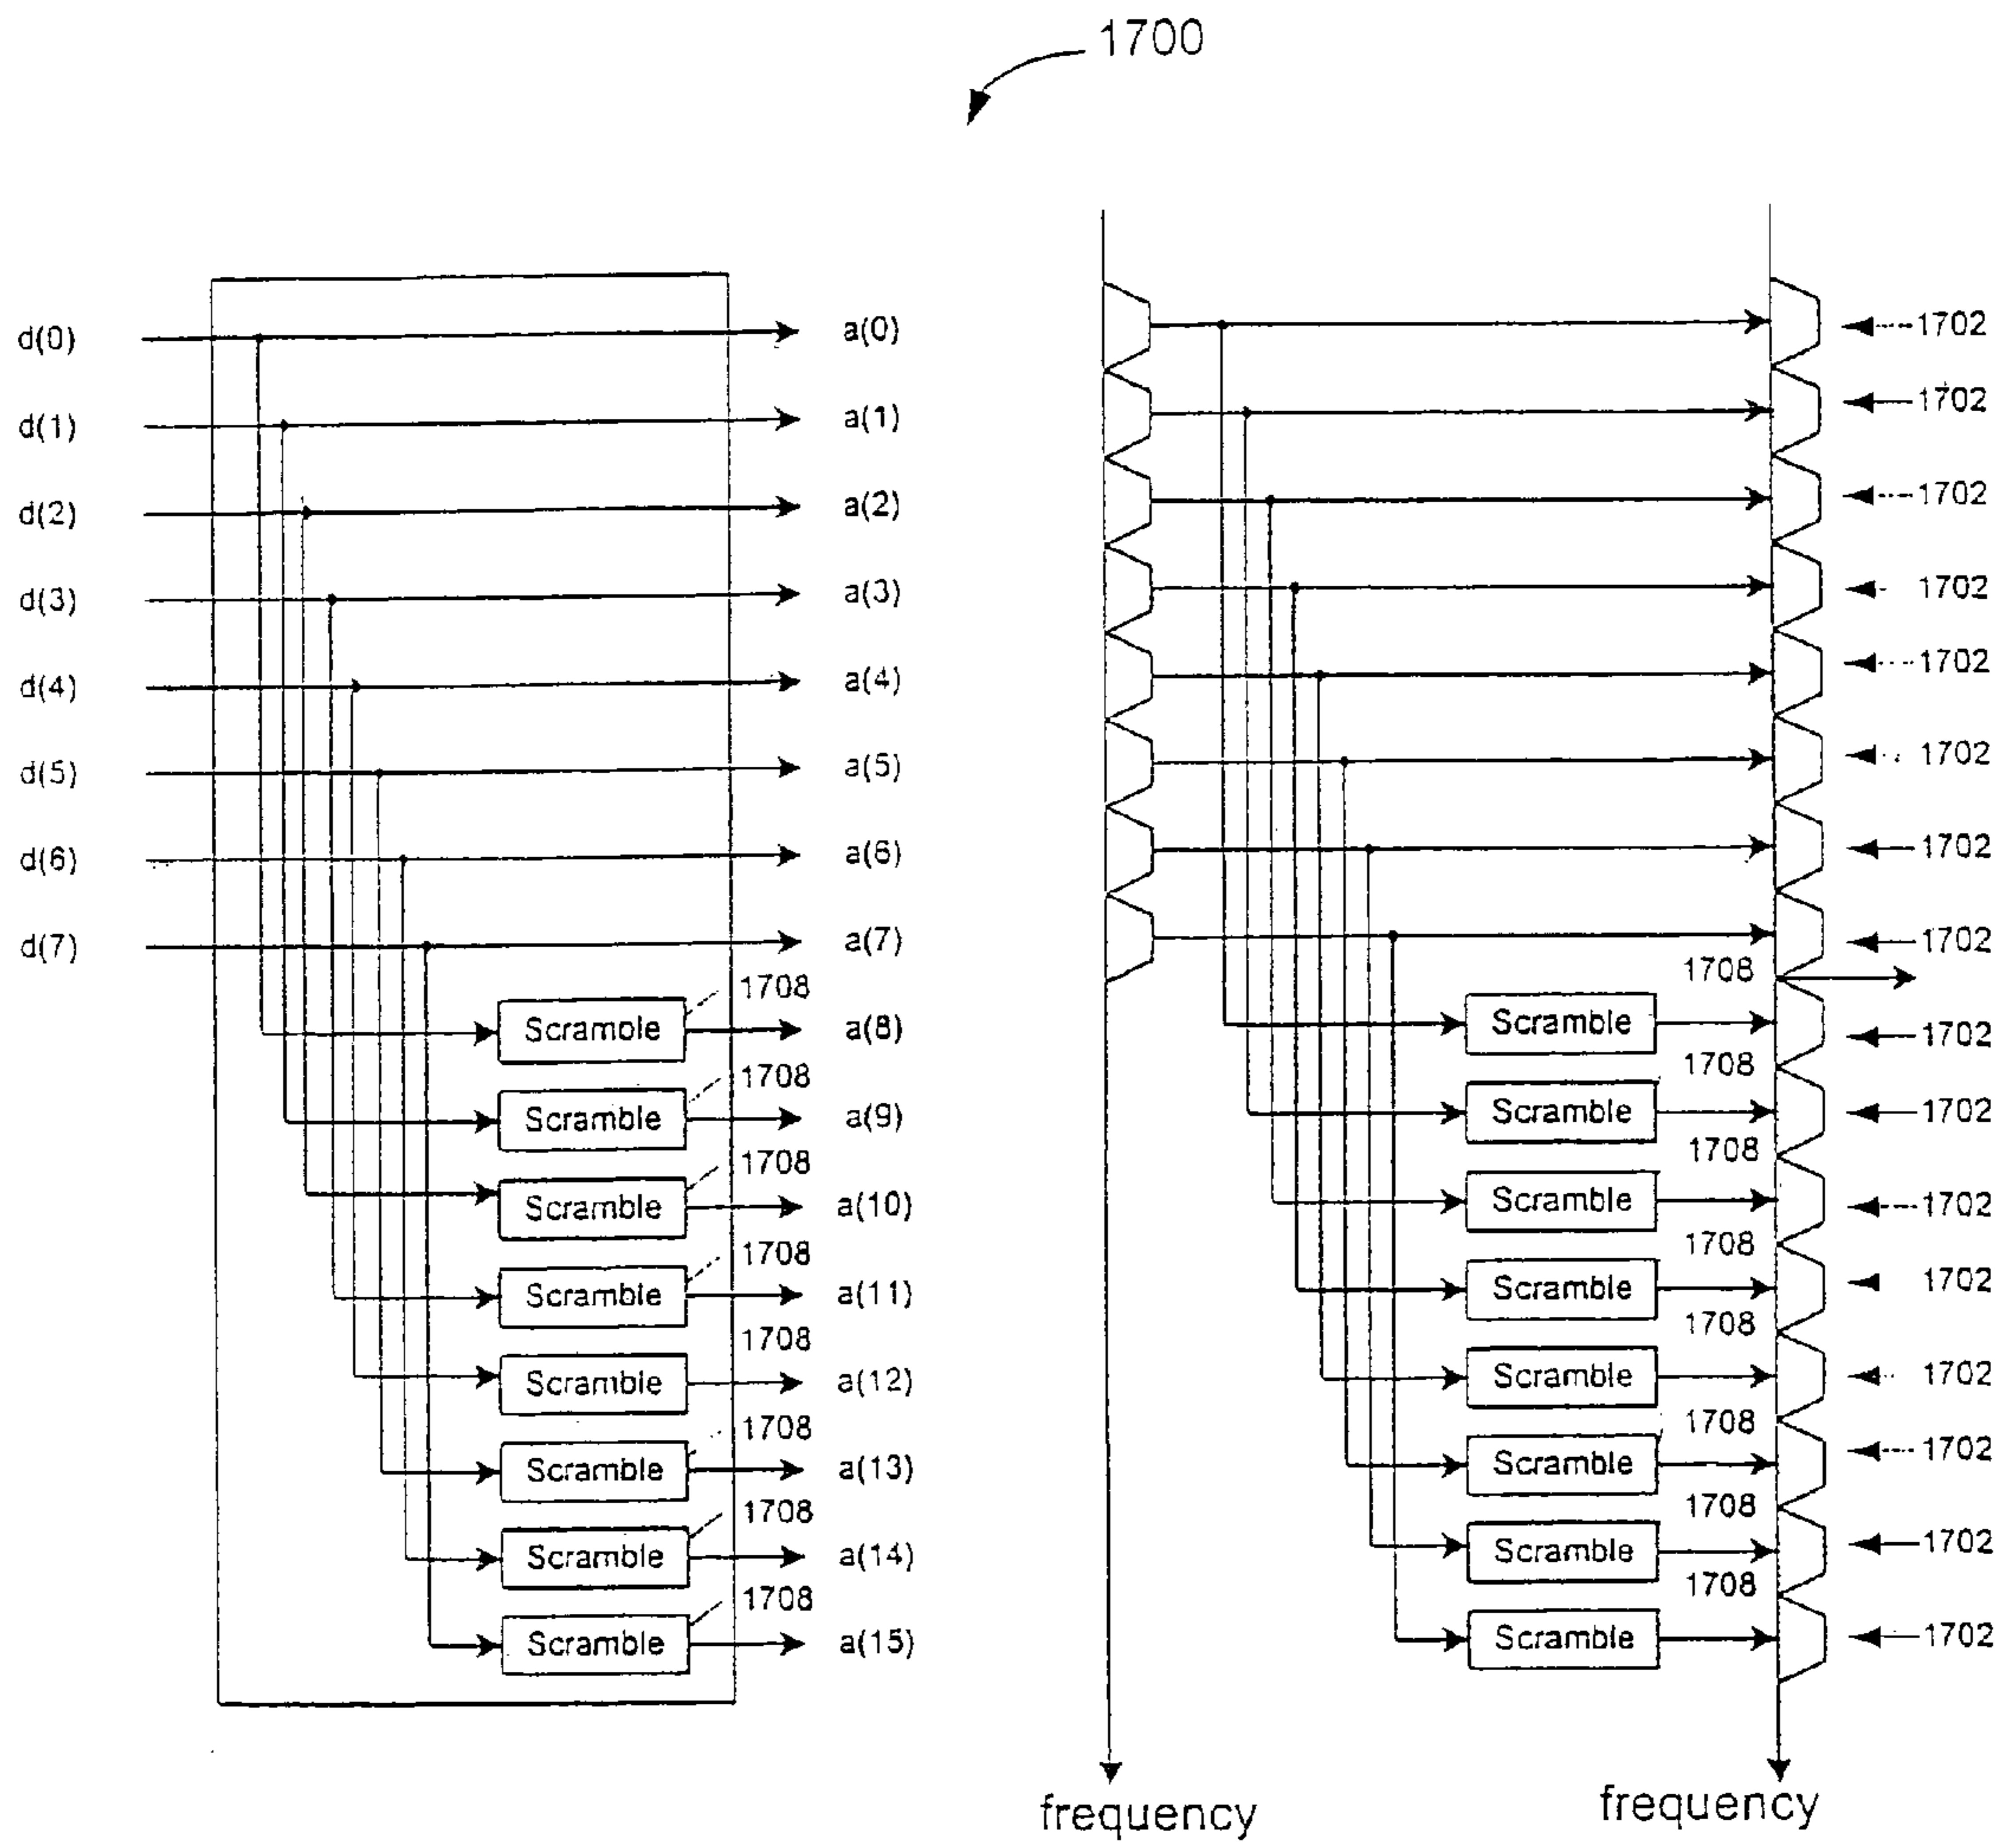 1700
d(0) a(0) 1702
d(1) a(1) 1702
d(2) a(2) 1702
d(3) a(3) 1702
d(4) a(4) 1702
d(5) a(5) 1702
d(6) a(6) 1702
d(7) a(7) 1702
1708 1708
Scramble a(8) Scramble 1702
1708 1708
Scramble a(9) Scramble 1702
1708 1708
Scramble a(10) Scramble 1702
1708 1708
Scramble a(11) Scramble 1702
1708 1708
Scramble a(12) Scramble 1702
1708 1708
Scramble a(13) Scramble 1702
1708 1708
Scramble a(14) Scramble 1702
1708 1708
Scramble a(15) Scramble 1702
frequency frequency